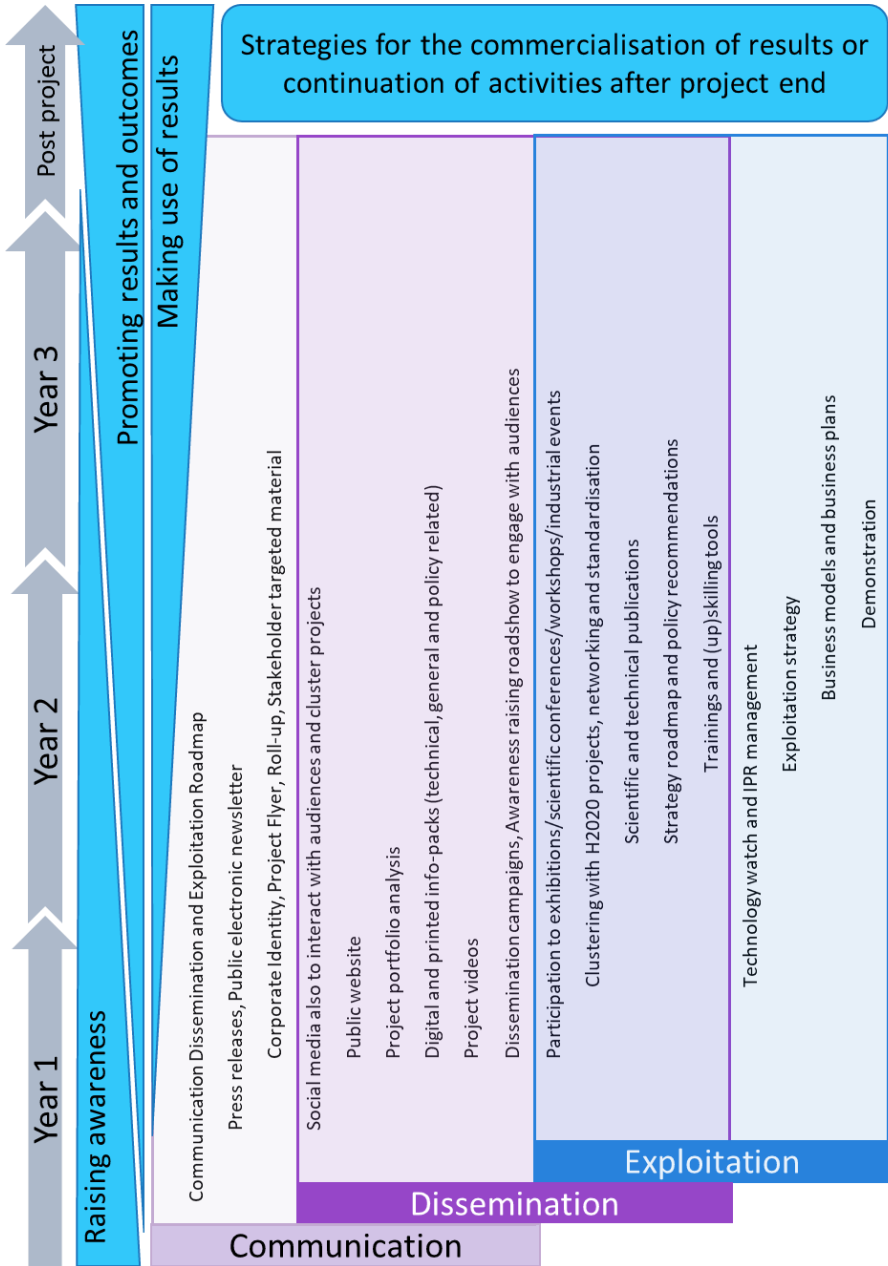 Strategies for the commercialisation of results or
continuation of activities after project end
Post project
Year 3
Year 2
Year 1
Raising awareness
Promoting results and outcomes
Making use of results
Communication Dissemination and Exploitation Roadmap
Press releases, Public electronic newsletter
Corporate Identity, Project Flyer, Roll-up, Stakeholder targeted material
Social media also to interact with audiences and cluster projects
Public website
Project portfolio analysis
Digital and printed info-packs (technical, general and policy related)
Project videos
Dissemination campaigns, Awareness raising roadshow to engage with audiences
Participation to exhibitions/scientific conferences/workshops/industrial events
Clustering with H2020 projects, networking and standardisation
Scientific and technical publications
Strategy roadmap and policy recommendations
Trainings and (up)skilling tools
Technology watch and IPR management
Exploitation strategy
Business models and business plans
Demonstration
Exploitation
Dissemination
Communication